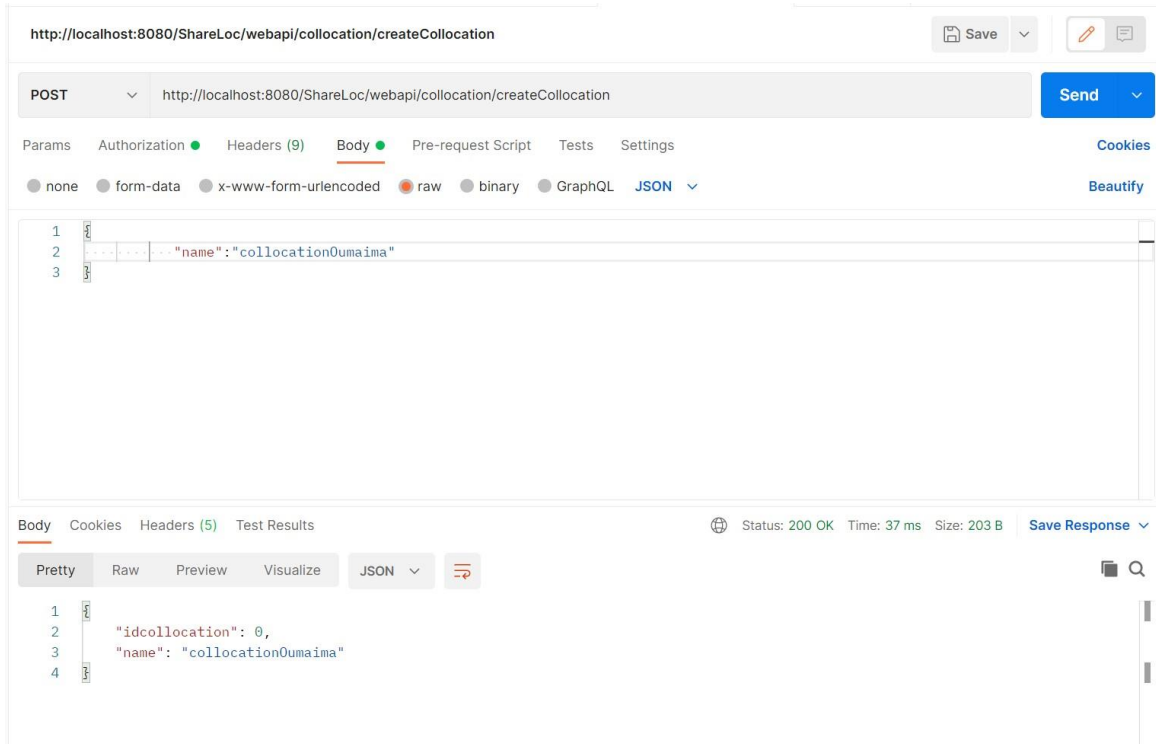 http://localhost:8080/ShareLoc/webapi/collocation/createCollocation Save
POST http://localhost:8080/ShareLoc/webapi/collocation/createCollocation Send
Params Authorization Headers (9) Body Pre-request Script Tests Settings Cookies
none form-data x-www-form-urlencoded raw binary GraphQL JSON Beautify
1 {
2 "name":"collocationOumaima"
3 }
Body Cookies Headers (5) Test Results Status: 200 OK Time: 37 ms Size: 203 B Save Response
Pretty Raw Preview Visualize JSON
1 {
2 "idcollocation": 0,
3 "name": "collocationOumaima"
4 }